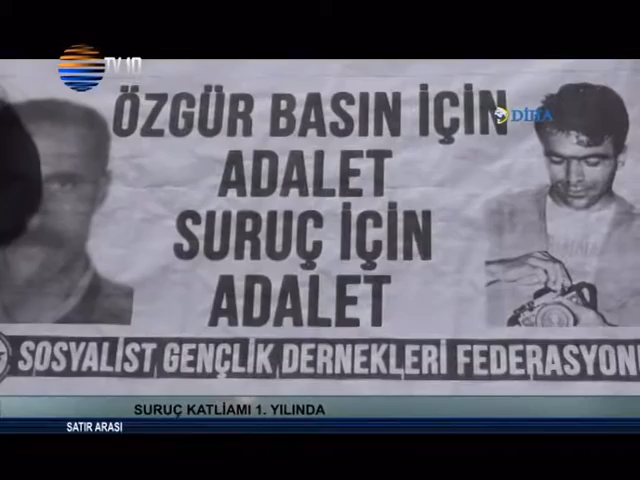 TV 10
ÖZGÜR BASIN İÇİN
DİHA
ADALET
SURUÇ İÇİN
ADALET
SOSYALİST GENÇLİK DERNEKLERİ FEDERASYON
SURUÇ KATLİAMI 1. YILINDA
SATIR ARASI